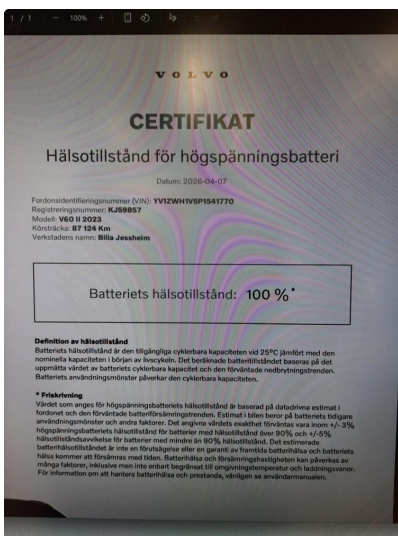 1 / 1 − 100% +
VOLVO
CERTIFIKAT
Hälsotillstånd för högspänningsbatteri
Datum: 2026-04-07
Fordonsidentifieringsnummer (VIN): YV1ZWH1V5P1541770
Registreringsnummer: KJ59857
Modell: V60 II 2023
Körsträcka: 87 124 Km
Verkstadens namn: Bilia Jessheim
Batteriets hälsotillstånd: 100 %*
Definition av hälsotillstånd
Batteriets hälsotillstånd är den tillgängliga cyklerbara kapaciteten vid 25°C jämfört med den
nominella kapaciteten i början av livscykeln. Det beräknade batteritillståndet baseras på det
uppmätta värdet av batteriets cyklerbara kapacitet och den förväntade nedbrytningstrenden.
Batteriets användningsmönster påverkar den cyklerbara kapaciteten.
* Friskrivning
Värdet som anges för högspänningsbatteriets hälsotillstånd är baserad på datadrivna estimat i
fordonet och den förväntade batteriförsämringstrenden. Estimat i bilen beror på batteriets tidigare
användningsmönster och andra faktorer. Det angivna värdets exakthet förväntas vara inom +/- 3%
högspänningsbatteriets hälsotillstånd för batterier med hälsotillstånd över 90% och +/-5%
hälsotillståndsavvikelse för batterier med mindre än 90% hälsotillstånd. Det estimerade
batterihälsotillståndet är inte en förutsägelse eller en garanti av framtida batterihälsa och batteriets
hälsa kommer att försämras med tiden. Batterihälsa och försämringshastigheten kan påverkas av
många faktorer, inklusive men inte enbart begränsat till omgivningstemperatur och laddningsvanor.
För information om att hantera batterihälsa och prestanda, vänligen se användarmanualen.